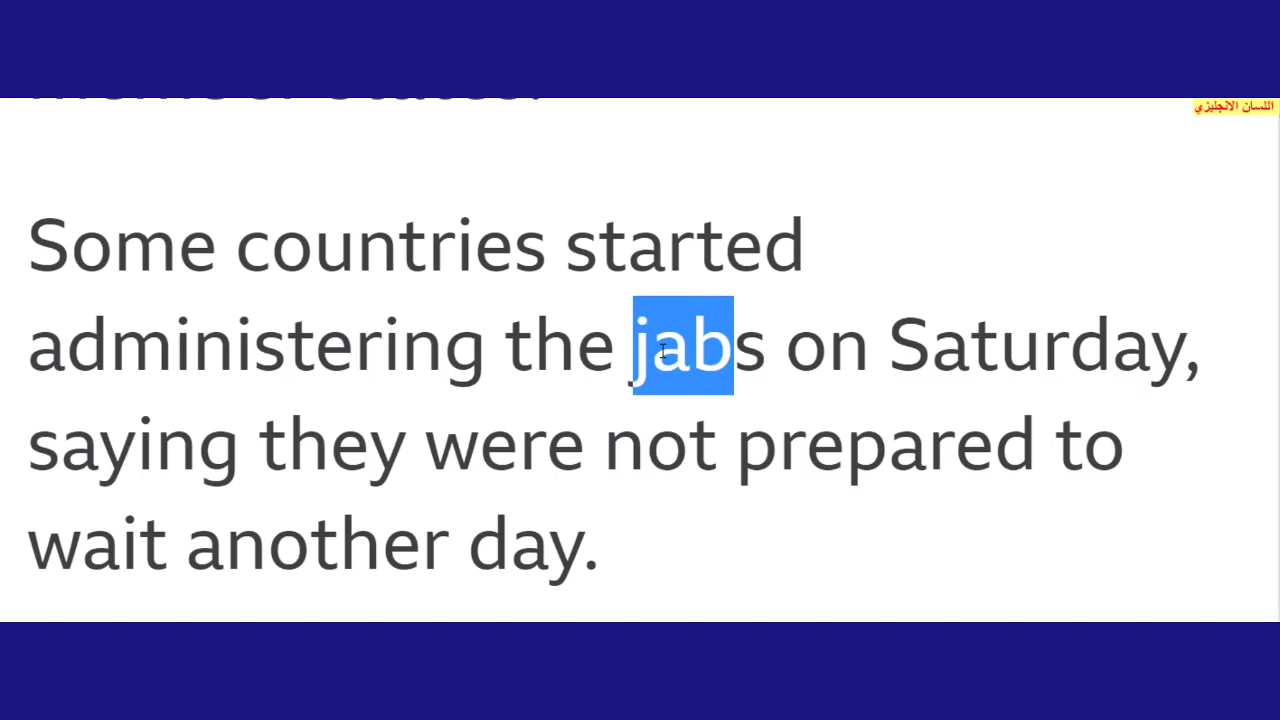 اللسان الانجليزي
Some countries started
administering the jabs on Saturday,
saying they were not prepared to
wait another day.